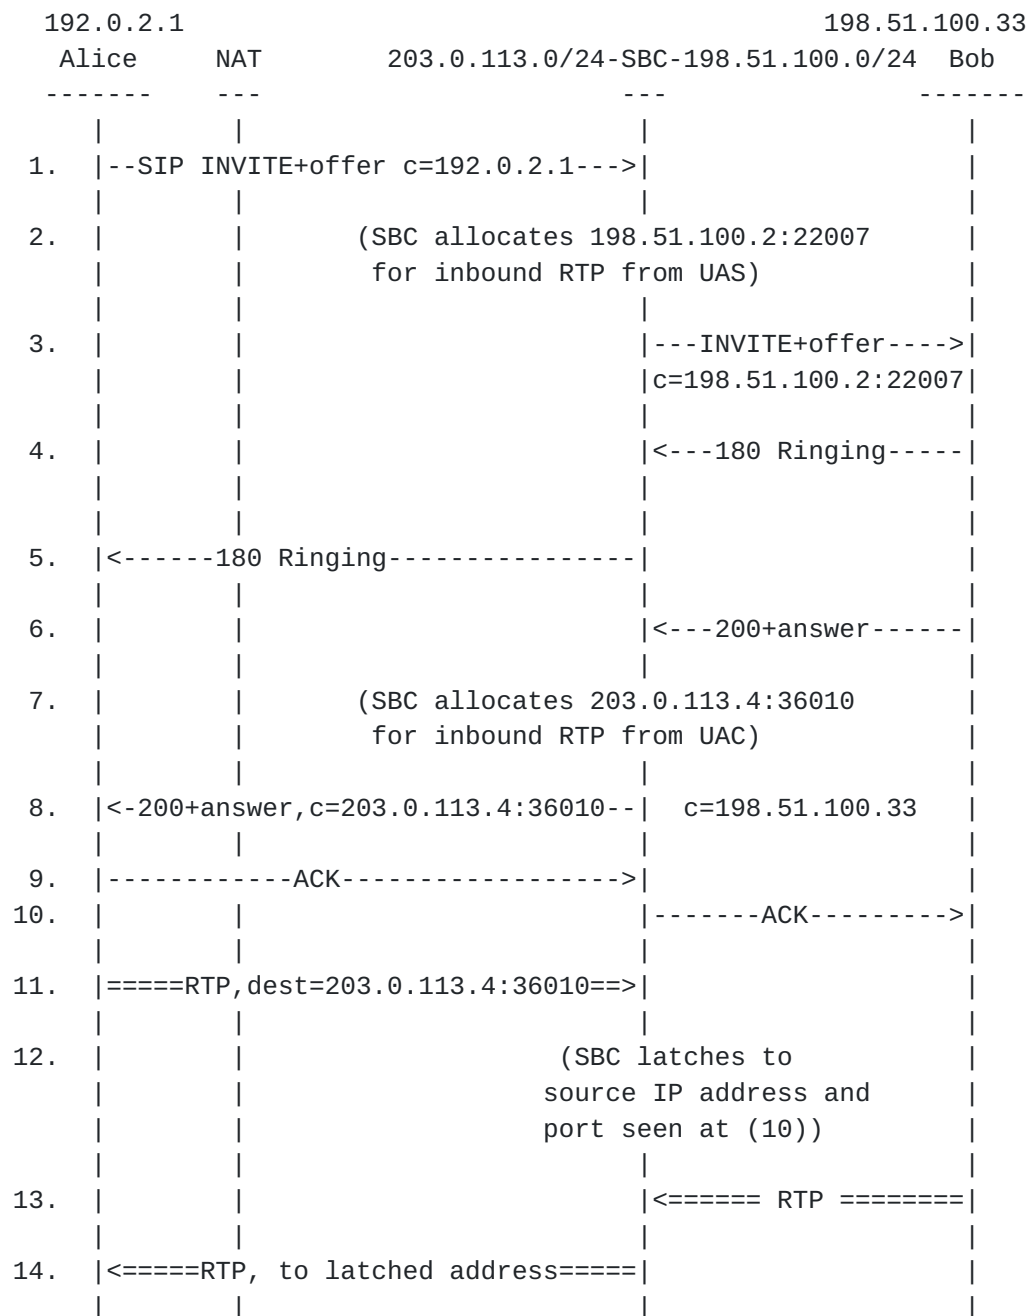 192.0.2.1                                         198.51.100.33
   Alice     NAT        203.0.113.0/24-SBC-198.51.100.0/24  Bob
  -------    ---                       ---                -------
     |        |                         |                    |
 1.  |--SIP INVITE+offer c=192.0.2.1--->|                    |
     |        |                         |                    |
 2.  |        |       (SBC allocates 198.51.100.2:22007      |
     |        |        for inbound RTP from UAS)             |
     |        |                         |                    |
 3.  |        |                         |---INVITE+offer---->|
     |        |                         |c=198.51.100.2:22007|
     |        |                         |                    |
 4.  |        |                         |<---180 Ringing-----|
     |        |                         |                    |
     |        |                         |                    |
 5.  |<------180 Ringing----------------|                    |
     |        |                         |                    |
 6.  |        |                         |<---200+answer------|
     |        |                         |                    |
 7.  |        |       (SBC allocates 203.0.113.4:36010       |
     |        |        for inbound RTP from UAC)             |
     |        |                         |                    |
 8.  |<-200+answer,c=203.0.113.4:36010--|  c=198.51.100.33   |
     |        |                         |                    |
 9.  |------------ACK------------------>|                    |
10.  |        |                         |-------ACK--------->|
     |        |                         |                    |
11.  |=====RTP,dest=203.0.113.4:36010==>|                    |
     |        |                         |                    |
12.  |        |                    (SBC latches to           |
     |        |                   source IP address and      |
     |        |                   port seen at (10))         |
     |        |                         |                    |
13.  |        |                         |<====== RTP ========|
     |        |                         |                    |
14.  |<=====RTP, to latched address=====|                    |
     |        |                         |                    |